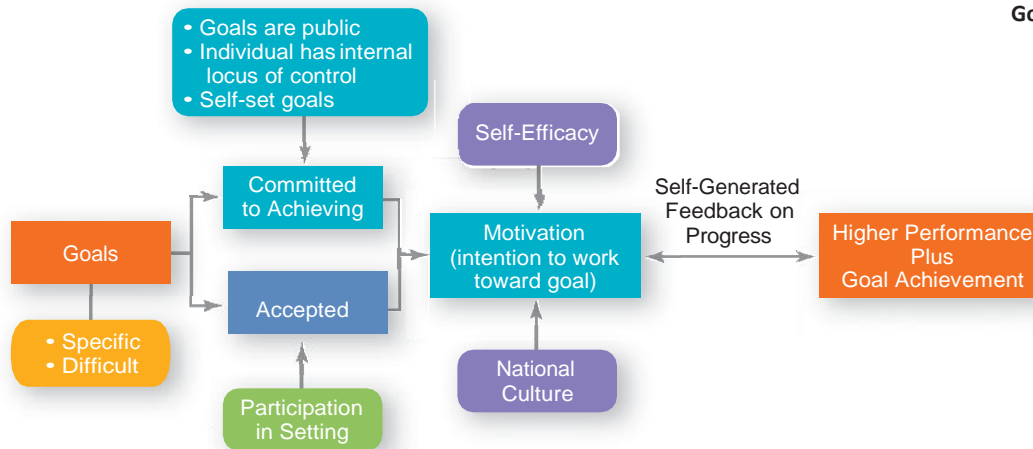 Go
• Goals are public
• Individual has internal
locus of control
• Self-set goals
Self-Efficacy
Committed
to Achieving
Self-Generated
Feedback on
Progress
Goals
Motivation
(intention to work
toward goal)
Higher Performance
Plus
Goal Achievement
Accepted
• Specific
• Difficult
National
Culture
Participation
in Setting